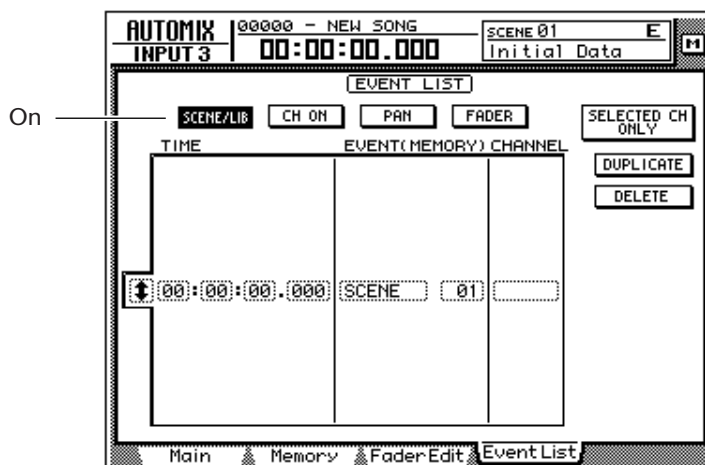 AUTOMIX 00000 - NEW SONG SCENE 01 E
INPUT 3 00:00:00.000 Initial Data M
EVENT LIST
On
SCENE/LIB CH ON PAN FADER SELECTED CH ONLY
TIME EVENT(MEMORY) CHANNEL
DUPLICATE
DELETE
00:00:00.000 SCENE 01
Main Memory Fader Edit Event List